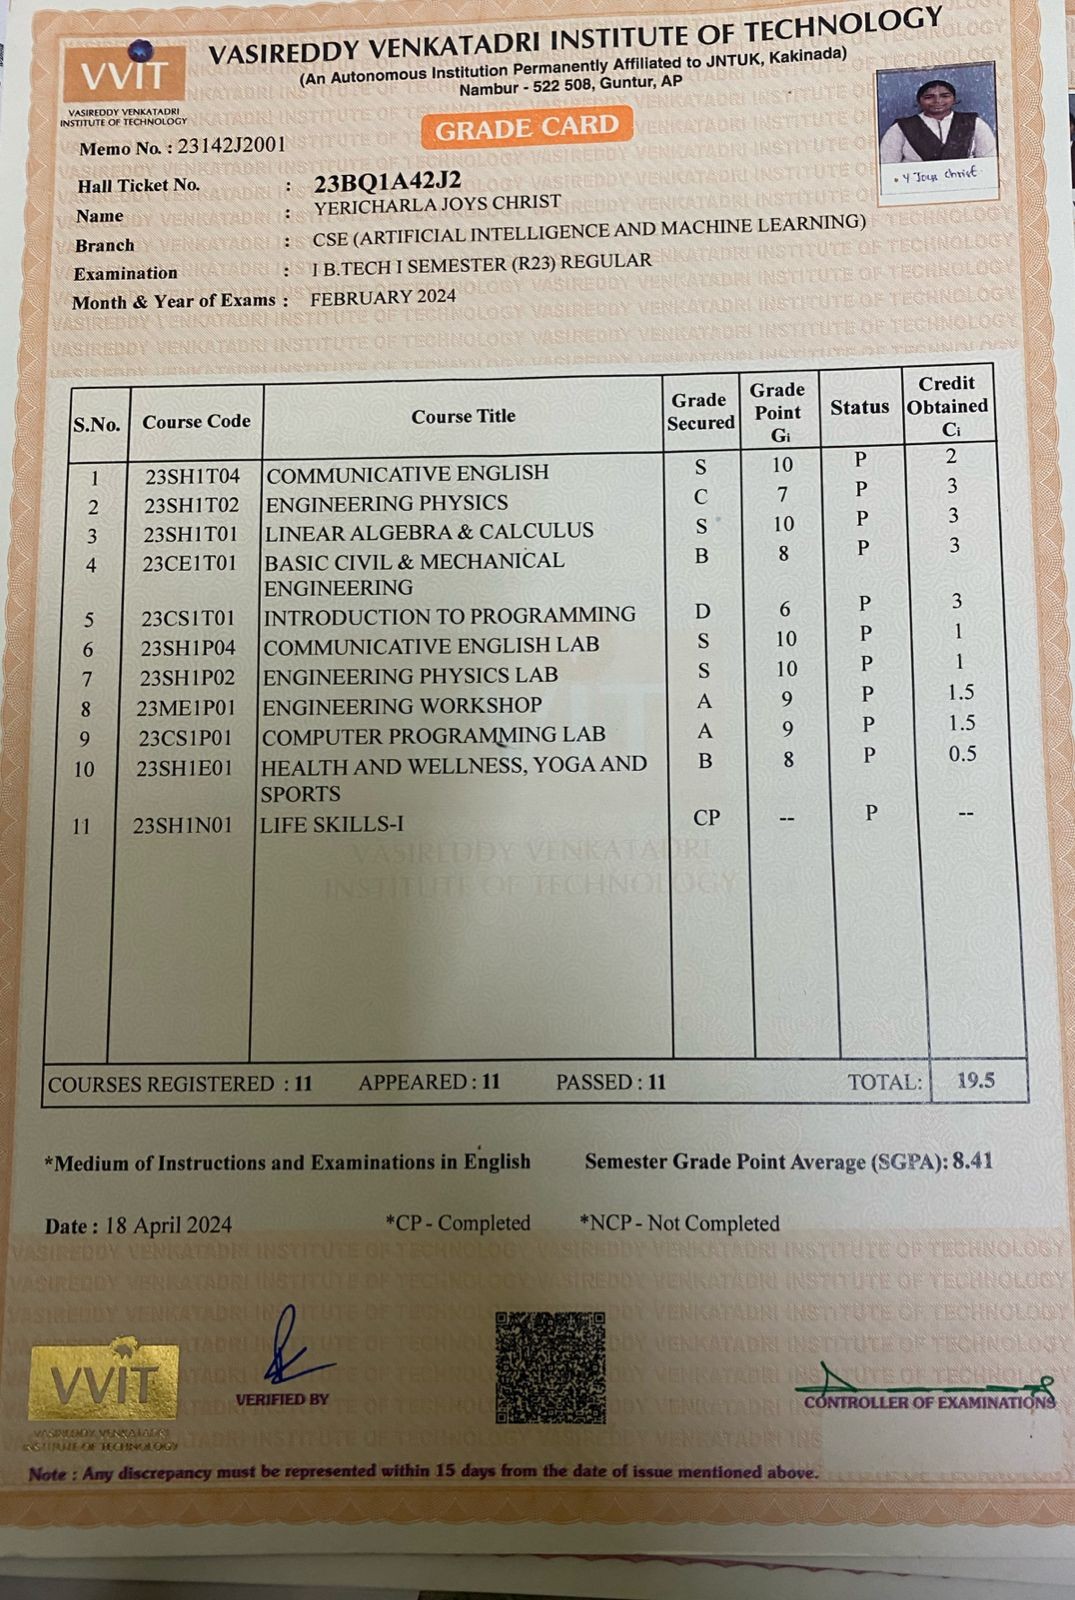 VASIREDDY VENKATADRI INSTITUTE OF TECHNOLOGY
(An Autonomous Institution Permanently Affiliated to JNTUK, Kakinada)
Nambur - 522 508, Guntur, AP
VVIT
VASIREDDY VENKATADRI
INSTITUTE OF TECHNOLOGY
GRADE CARD
Memo No. : 23142J2001
Y Joys Christ
Hall Ticket No. : 23BQ1A42J2
Name : YERICHARLA JOYS CHRIST
Branch : CSE (ARTIFICIAL INTELLIGENCE AND MACHINE LEARNING)
Examination : I B.TECH I SEMESTER (R23) REGULAR
Month & Year of Exams : FEBRUARY 2024
S.No. Course Code Course Title Grade Secured Grade Point Gi Status Credit Obtained Ci
1 23SH1T04 COMMUNICATIVE ENGLISH S 10 P 2
2 23SH1T02 ENGINEERING PHYSICS C 7 P 3
3 23SH1T01 LINEAR ALGEBRA & CALCULUS S 10 P 3
4 23CE1T01 BASIC CIVIL & MECHANICAL ENGINEERING B 8 P 3
5 23CS1T01 INTRODUCTION TO PROGRAMMING D 6 P 3
6 23SH1P04 COMMUNICATIVE ENGLISH LAB S 10 P 1
7 23SH1P02 ENGINEERING PHYSICS LAB S 10 P 1
8 23ME1P01 ENGINEERING WORKSHOP A 9 P 1.5
9 23CS1P01 COMPUTER PROGRAMMING LAB A 9 P 1.5
10 23SH1E01 HEALTH AND WELLNESS, YOGA AND SPORTS B 8 P 0.5
11 23SH1N01 LIFE SKILLS-I CP -- P --
VASIREDDY VENKATADRI
INSTITUTE OF TECHNOLOGY
COURSES REGISTERED : 11 APPEARED : 11 PASSED : 11 TOTAL: 19.5
*Medium of Instructions and Examinations in English Semester Grade Point Average (SGPA): 8.41
Date : 18 April 2024 *CP - Completed *NCP - Not Completed
VVIT
VASIREDDY VENKATADRI
INSTITUTE OF TECHNOLOGY
VERIFIED BY
CONTROLLER OF EXAMINATIONS
Note : Any discrepancy must be represented within 15 days from the date of issue mentioned above.